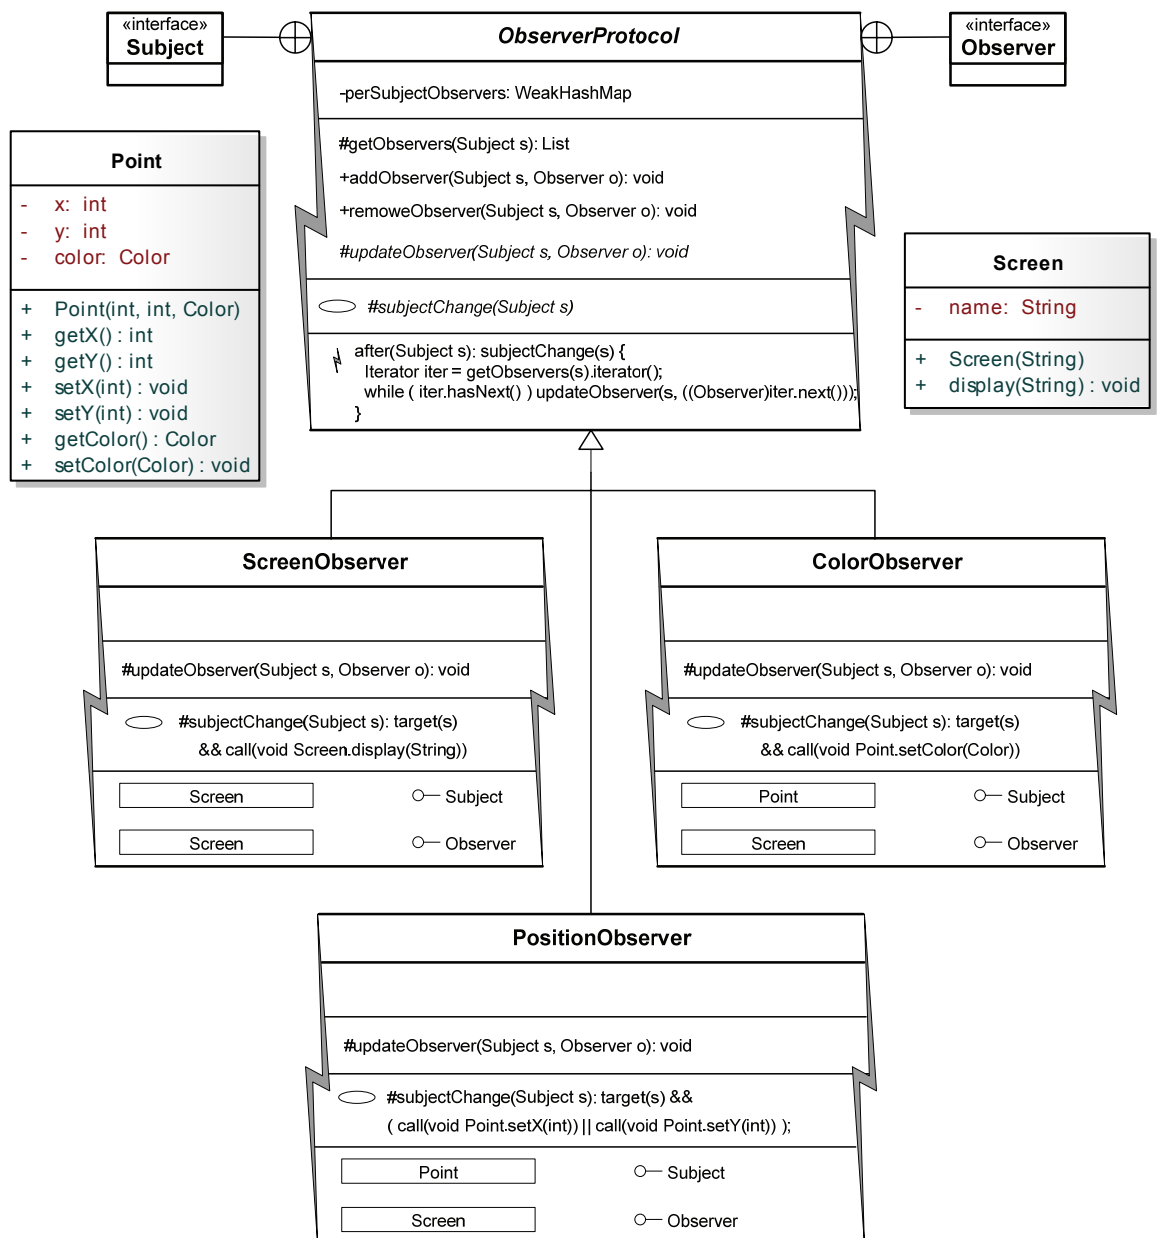 «interface»
Subject
ObserverProtocol
«interface»
Observer
-perSubjectObservers: WeakHashMap
#getObservers(Subject s): List
+addObserver(Subject s, Observer o): void
+remoweObserver(Subject s, Observer o): void
#updateObserver(Subject s, Observer o): void
#subjectChange(Subject s)
after(Subject s): subjectChange(s) {
Iterator iter = getObservers(s).iterator();
while ( iter.hasNext() ) updateObserver(s, ((Observer)iter.next()));
}
Point
- x: int
- y: int
- color: Color
+ Point(int, int, Color)
+ getX() : int
+ getY() : int
+ setX(int) : void
+ setY(int) : void
+ getColor() : Color
+ setColor(Color) : void
Screen
- name: String
+ Screen(String)
+ display(String) : void
ScreenObserver
#updateObserver(Subject s, Observer o): void
#subjectChange(Subject s): target(s)
&& call(void Screen.display(String))
Screen Subject
Screen Observer
ColorObserver
#updateObserver(Subject s, Observer o): void
#subjectChange(Subject s): target(s)
&& call(void Point.setColor(Color))
Point Subject
Screen Observer
PositionObserver
#updateObserver(Subject s, Observer o): void
#subjectChange(Subject s): target(s) &&
( call(void Point.setX(int)) || call(void Point.setY(int)) );
Point Subject
Screen Observer